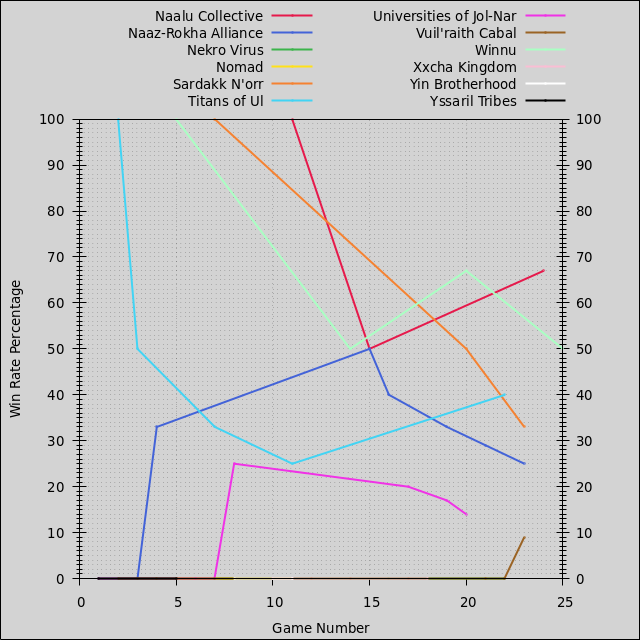 Naalu Collective
Naaz-Rokha Alliance
Nekro Virus
Nomad
Sardakk N'orr
Titans of Ul
Universities of Jol-Nar
Vuil'raith Cabal
Winnu
Xxcha Kingdom
Yin Brotherhood
Yssaril Tribes
100 100
90 90
80 80
70 70
60 60
50 50
40 40
30 30
20 20
10 10
0 0
0 5 10 15 20 25
Win Rate Percentage
Game Number